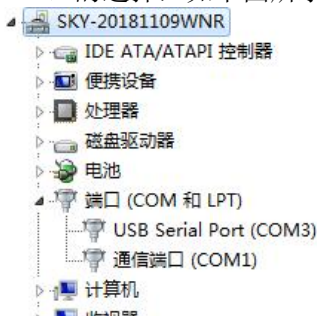 SKY-20181109WNR
IDE ATA/ATAPI 控制器
便携设备
处理器
磁盘驱动器
电池
端口 (COM 和 LPT)
USB Serial Port (COM3)
通信端口 (COM1)
计算机